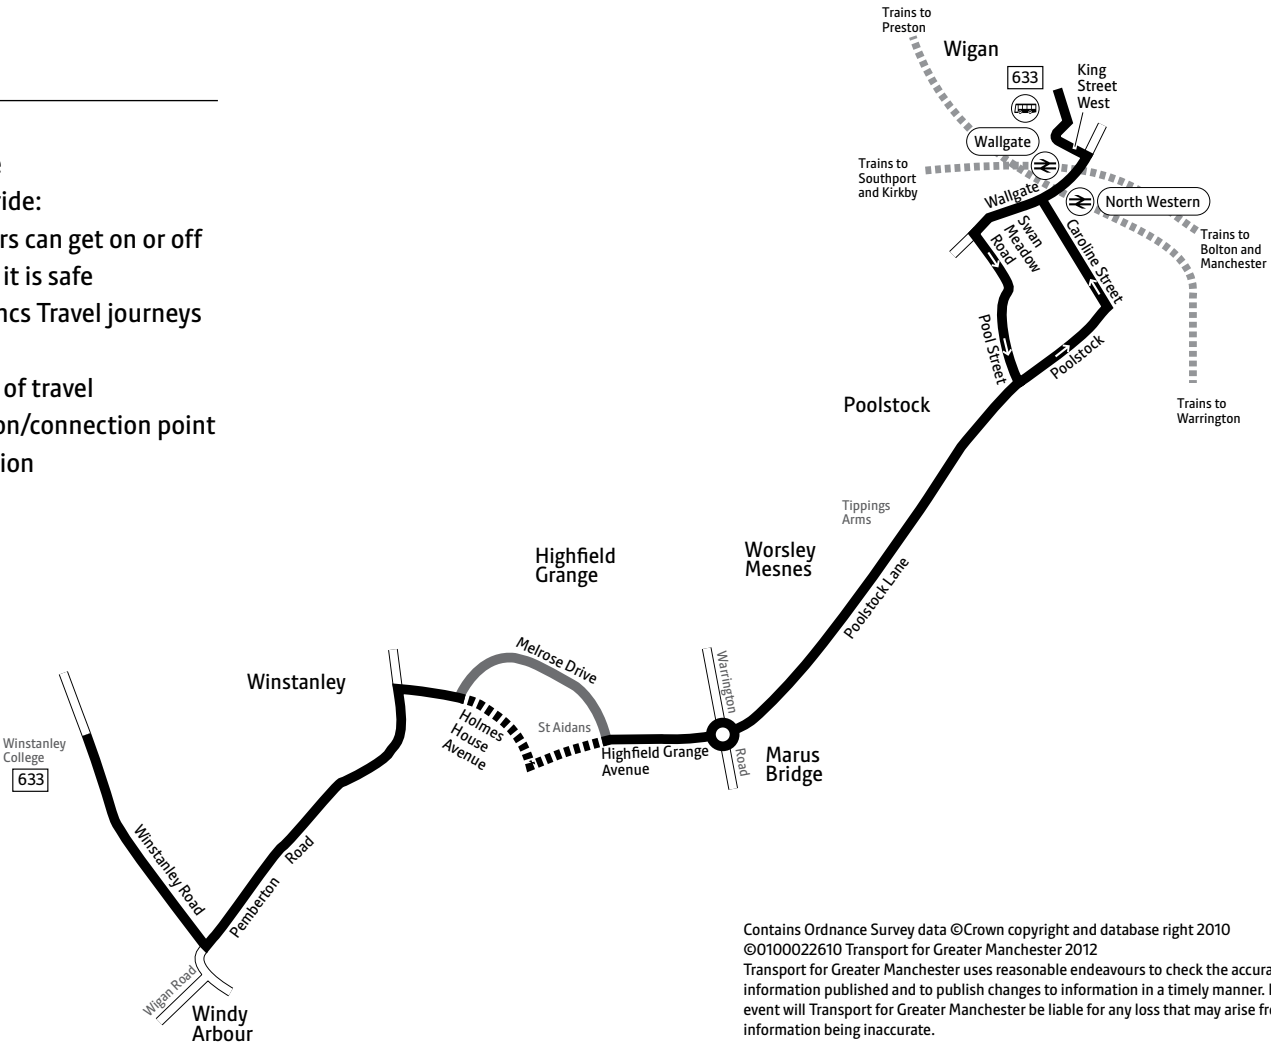 Trains to
Preston
Wigan
633
King
Street
West
Wallgate
Trains to
Southport
and Kirkby
Wallgate
North Western
Swan
Meadow
Road
Caroline Street
Trains to
Bolton and
Manchester
Pool Street
Poolstock
Trains to
Warrington
ide:
rs can get on or off
it is safe
ncs Travel journeys
of travel
on/connection point
ion
Poolstock
Tippings
Arms
Worsley
Mesnes
Poolstock Lane
Highfield
Grange
Melrose Drive
Warrington
Road
Winstanley
Holmes
House
Avenue
St Aidans
Highfield Grange
Avenue
Marus
Bridge
Winstanley
College
633
Winstanley Road
Pemberton Road
Wigan Road
Windy
Arbour
Contains Ordnance Survey data ©Crown copyright and database right 2010
©0100022610 Transport for Greater Manchester 2012
Transport for Greater Manchester uses reasonable endeavours to check the accura
information published and to publish changes to information in a timely manner.
event will Transport for Greater Manchester be liable for any loss that may arise fr
information being inaccurate.